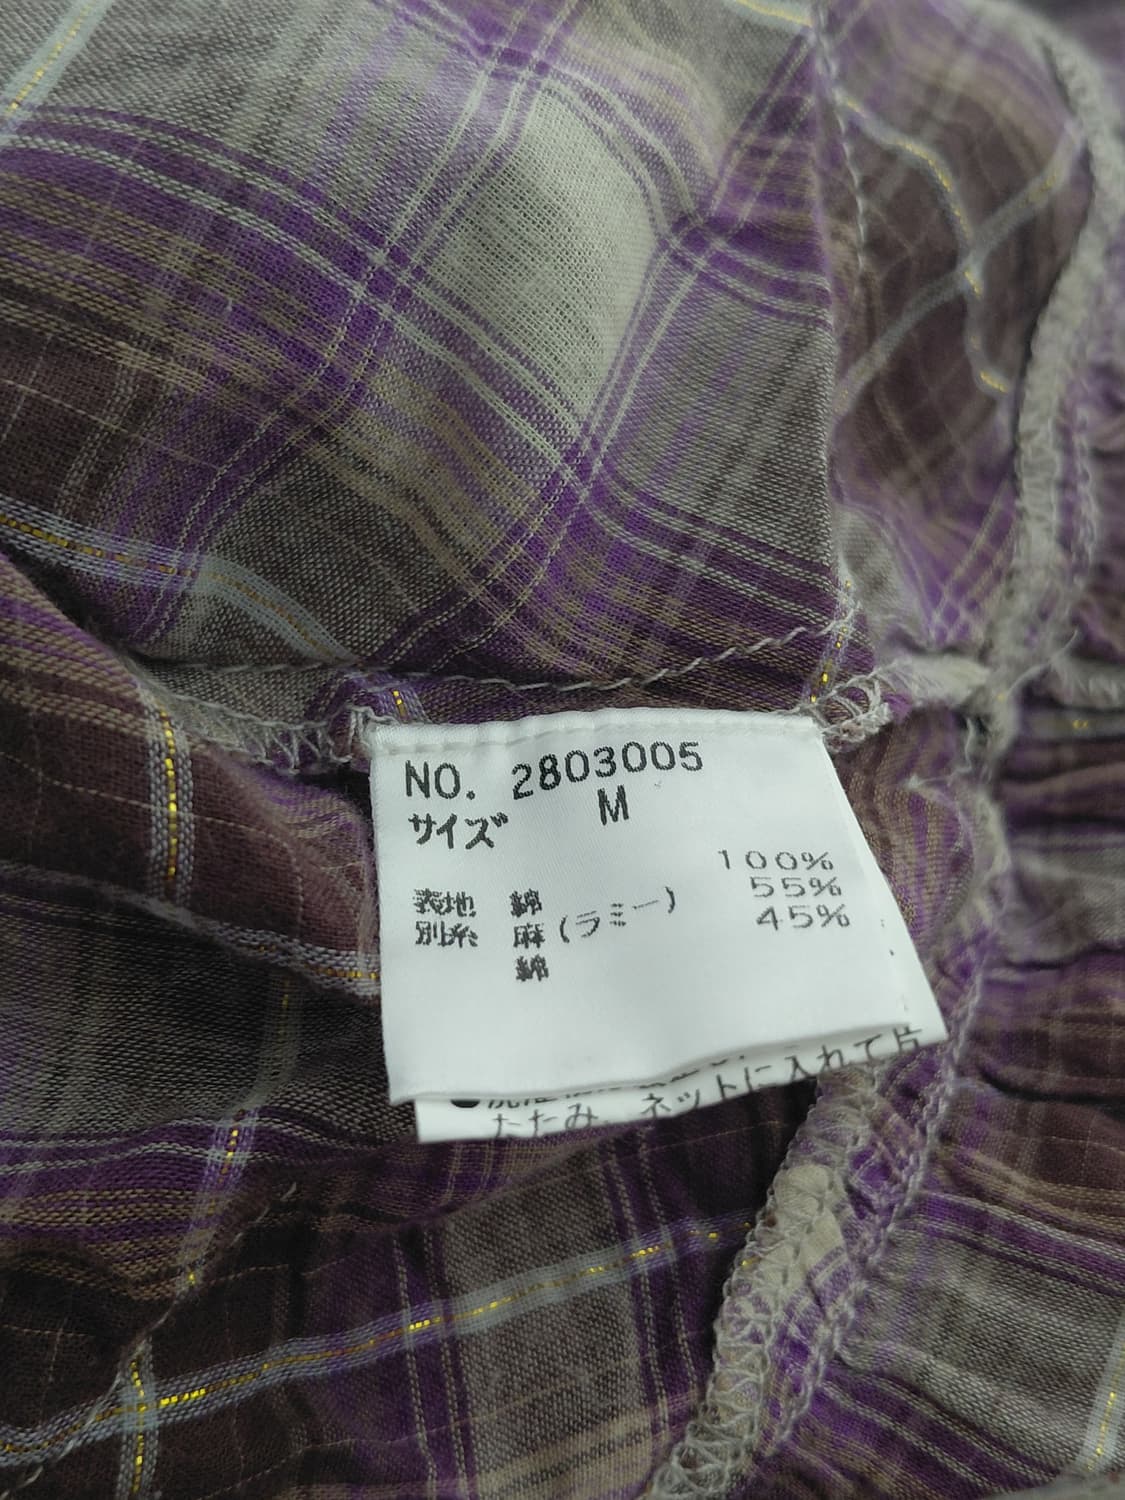 NO. 2803005
サイズ M
表地 綿 100%
別糸 麻(ラミー) 55%
綿 45%
に入れて片
たたみ、ネット